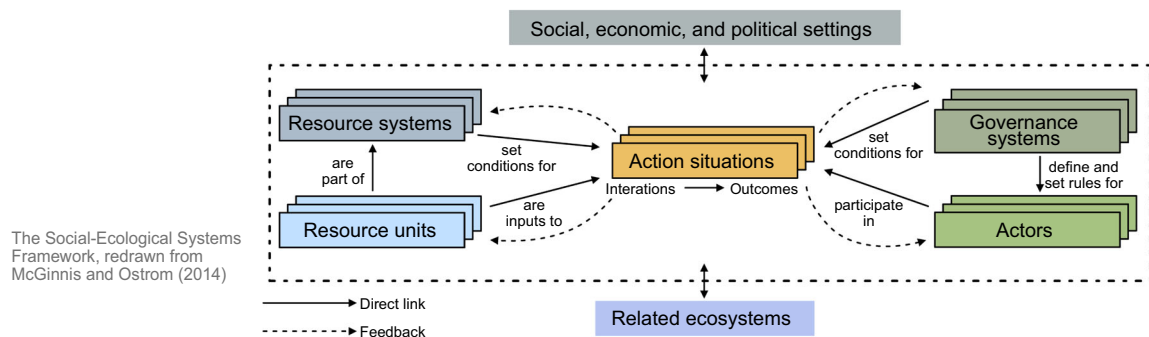 Social, economic, and political settings
Resource systems
are
part of
Resource units
set
conditions for
are
inputs to
Action situations
Interations
Outcomes
set
conditions for
participate
in
Governance
systems
define and
set rules for
Actors
The Social-Ecological Systems
Framework, redrawn from
McGinnis and Ostrom (2014)
Direct link
Feedback
Related ecosystems